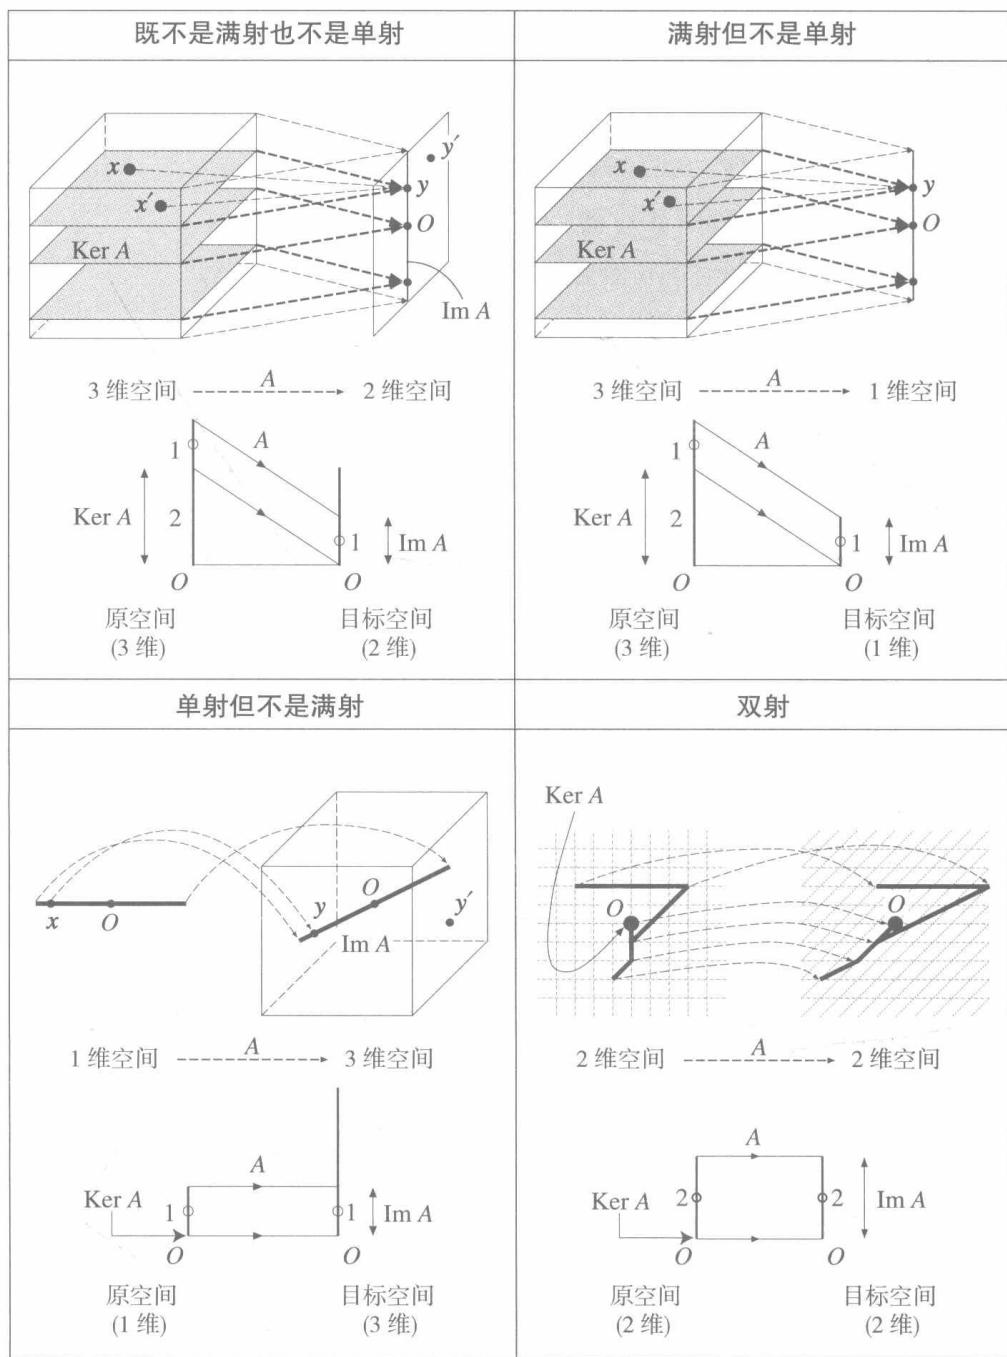 既不是满射也不是单射
满射但不是单射
x
x′
Ker A
y′
y
O
Im A
3 维空间
A
2 维空间
1
A
Ker A
2
1
Im A
O
O
原空间
(3 维)
目标空间
(2 维)
x
x′
Ker A
y
O
3 维空间
A
1 维空间
1
A
Ker A
2
1
Im A
O
O
原空间
(3 维)
目标空间
(1 维)
单射但不是满射
双射
x
O
y
O
Im A
y′
1 维空间
A
3 维空间
A
Ker A
1
1
Im A
O
O
原空间
(1 维)
目标空间
(3 维)
Ker A
O
O
2 维空间
A
2 维空间
A
Ker A
2
2
Im A
O
O
原空间
(2 维)
目标空间
(2 维)